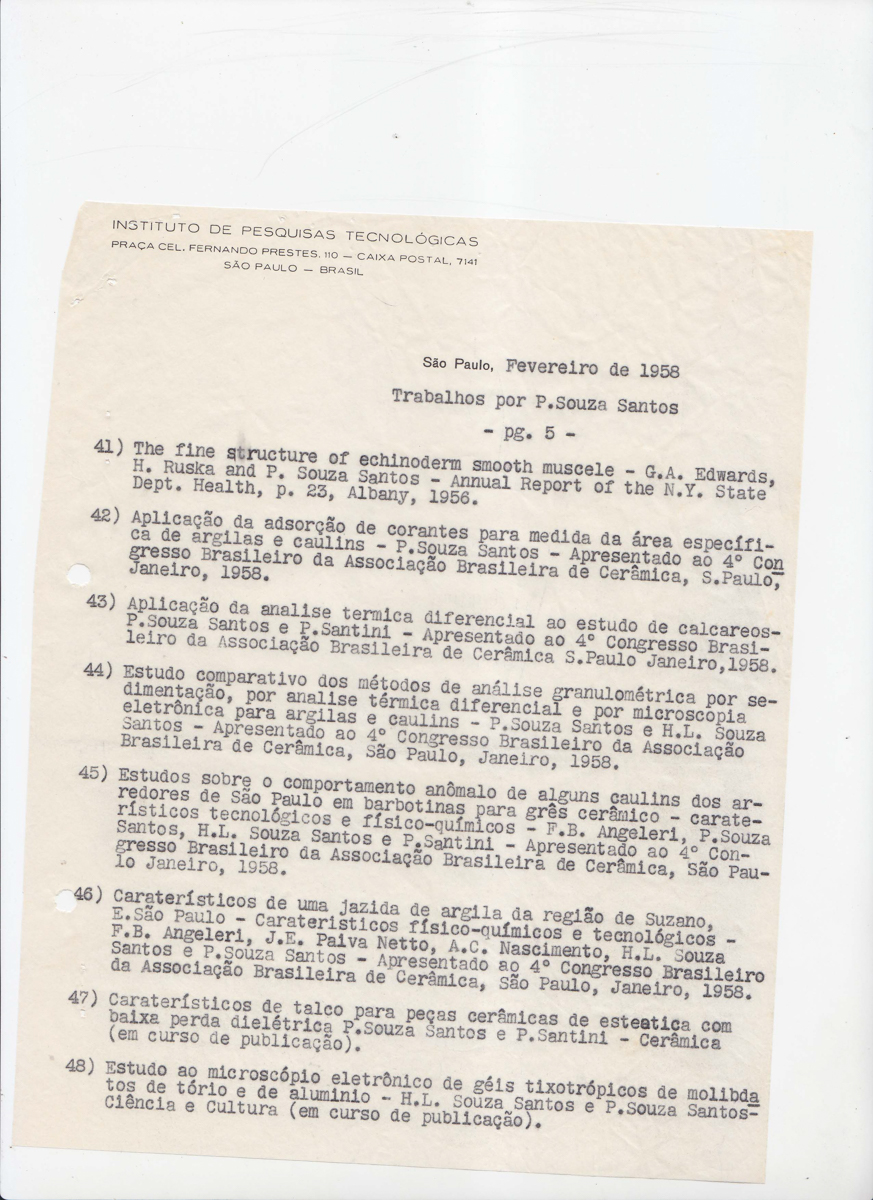 INSTITUTO DE PESQUISAS TECNOLÓGICAS
PRAÇA CEL. FERNANDO PRESTES, 110 — CAIXA POSTAL, 7141
SÃO PAULO — BRASIL
São Paulo, Fevereiro de 1958
Trabalhos por P.Souza Santos
- pg. 5 -
41) The fine structure of echinoderm smooth muscele - G.A. Edwards,
H. Ruska and P. Souza Santos - Annual Report of the N.Y. State
Dept. Health, p. 23, Albany, 1956.
42) Aplicação da adsorção de corantes para medida da área específi-
ca de argilas e caulins - P.Souza Santos - Apresentado ao 4º Con
gresso Brasileiro da Associação Brasileira de Cerâmica, S.Paulo,
Janeiro, 1958.
43) Aplicação da analise termica diferencial ao estudo de calcareos-
P.Souza Santos e P.Santini - Apresentado ao 4º Congresso Brasi-
leiro da Associação Brasileira de Cerâmica S.Paulo Janeiro,1958.
44) Estudo comparativo dos métodos de análise granulométrica por se-
dimentação, por analise térmica diferencial e por microscopia
eletrônica para argilas e caulins - P.Souza Santos e H.L. Souza
Santos - Apresentado ao 4º Congresso Brasileiro da Associação
Brasileira de Cerâmica, São Paulo, Janeiro, 1958.
45) Estudos sobre o comportamento anômalo de alguns caulins dos ar-
redores de São Paulo em barbotinas para grês cerâmico - carate-
rísticos tecnológicos e físico-químicos - F.B. Angeleri, P.Souza
Santos, H.L. Souza Santos e P.Santini - Apresentado ao 4º Con-
gresso Brasileiro da Associação Brasileira de Cerâmica, São Pau-
lo Janeiro, 1958.
46) Caraterísticos de uma jazida de argila da região de Suzano,
E.São Paulo - Carateristicos físico-químicos e tecnológicos -
F.B. Angeleri, J.E. Paiva Netto, A.C. Nascimento, H.L. Souza
Santos e P.Souza Santos - Apresentado ao 4º Congresso Brasileiro
da Associação Brasileira de Cerâmica, São Paulo, Janeiro, 1958.
47) Caraterísticos de talco para peças cerâmicas de esteatica com
baixa perda dielétrica P.Souza Santos e P.Santini - Cerâmica
(em curso de publicação).
48) Estudo ao microscópio eletrônico de géis tixotrópicos de molibda
tos de tório e de aluminio - H.L. Souza Santos e P.Souza Santos-
Ciência e Cultura (em curso de publicação).